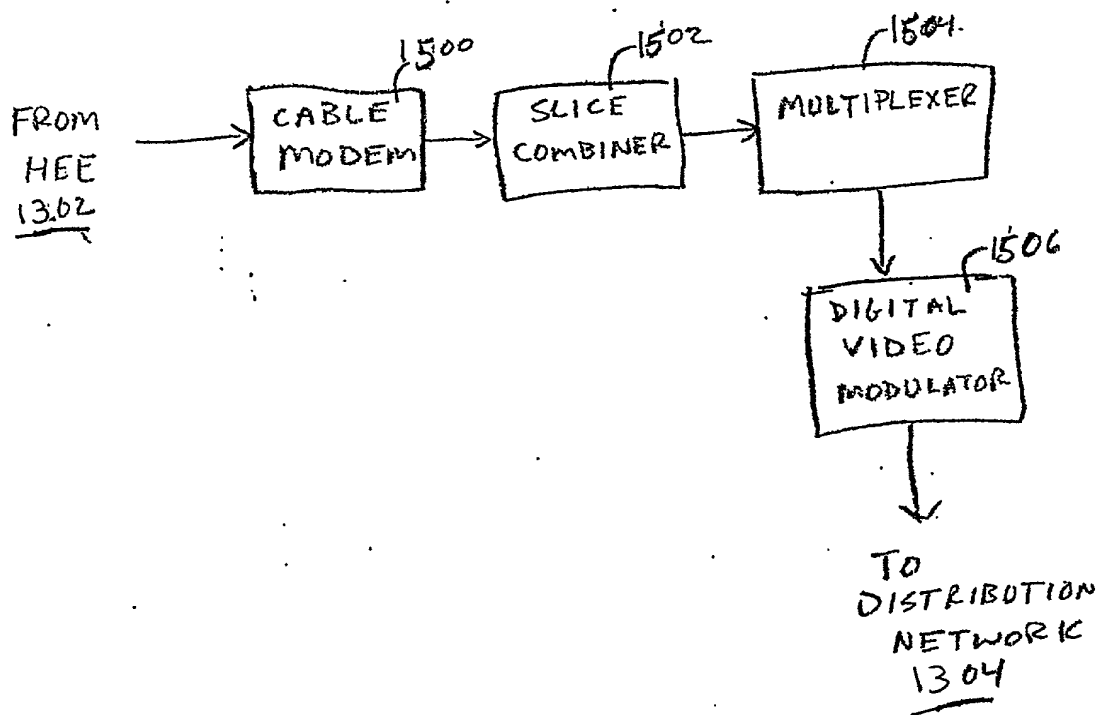 1500
1502
1504.
FROM
HEE
1302
CABLE
MODEM
SLICE
COMBINER
MULTIPLEXER
1506
DIGITAL
VIDEO
MODULATOR
TO
DISTRIBUTION
NETWORK
1304